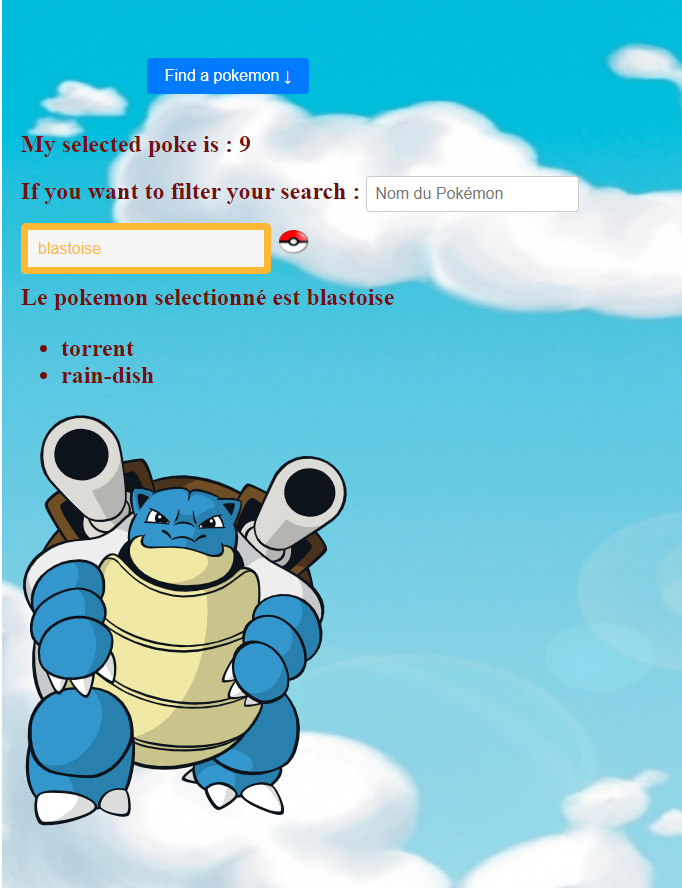 Find a pokemon ↓
My selected poke is : 9
If you want to filter your search : Nom du Pokémon
blastoise
Le pokemon selectionné est blastoise
• torrent
• rain-dish